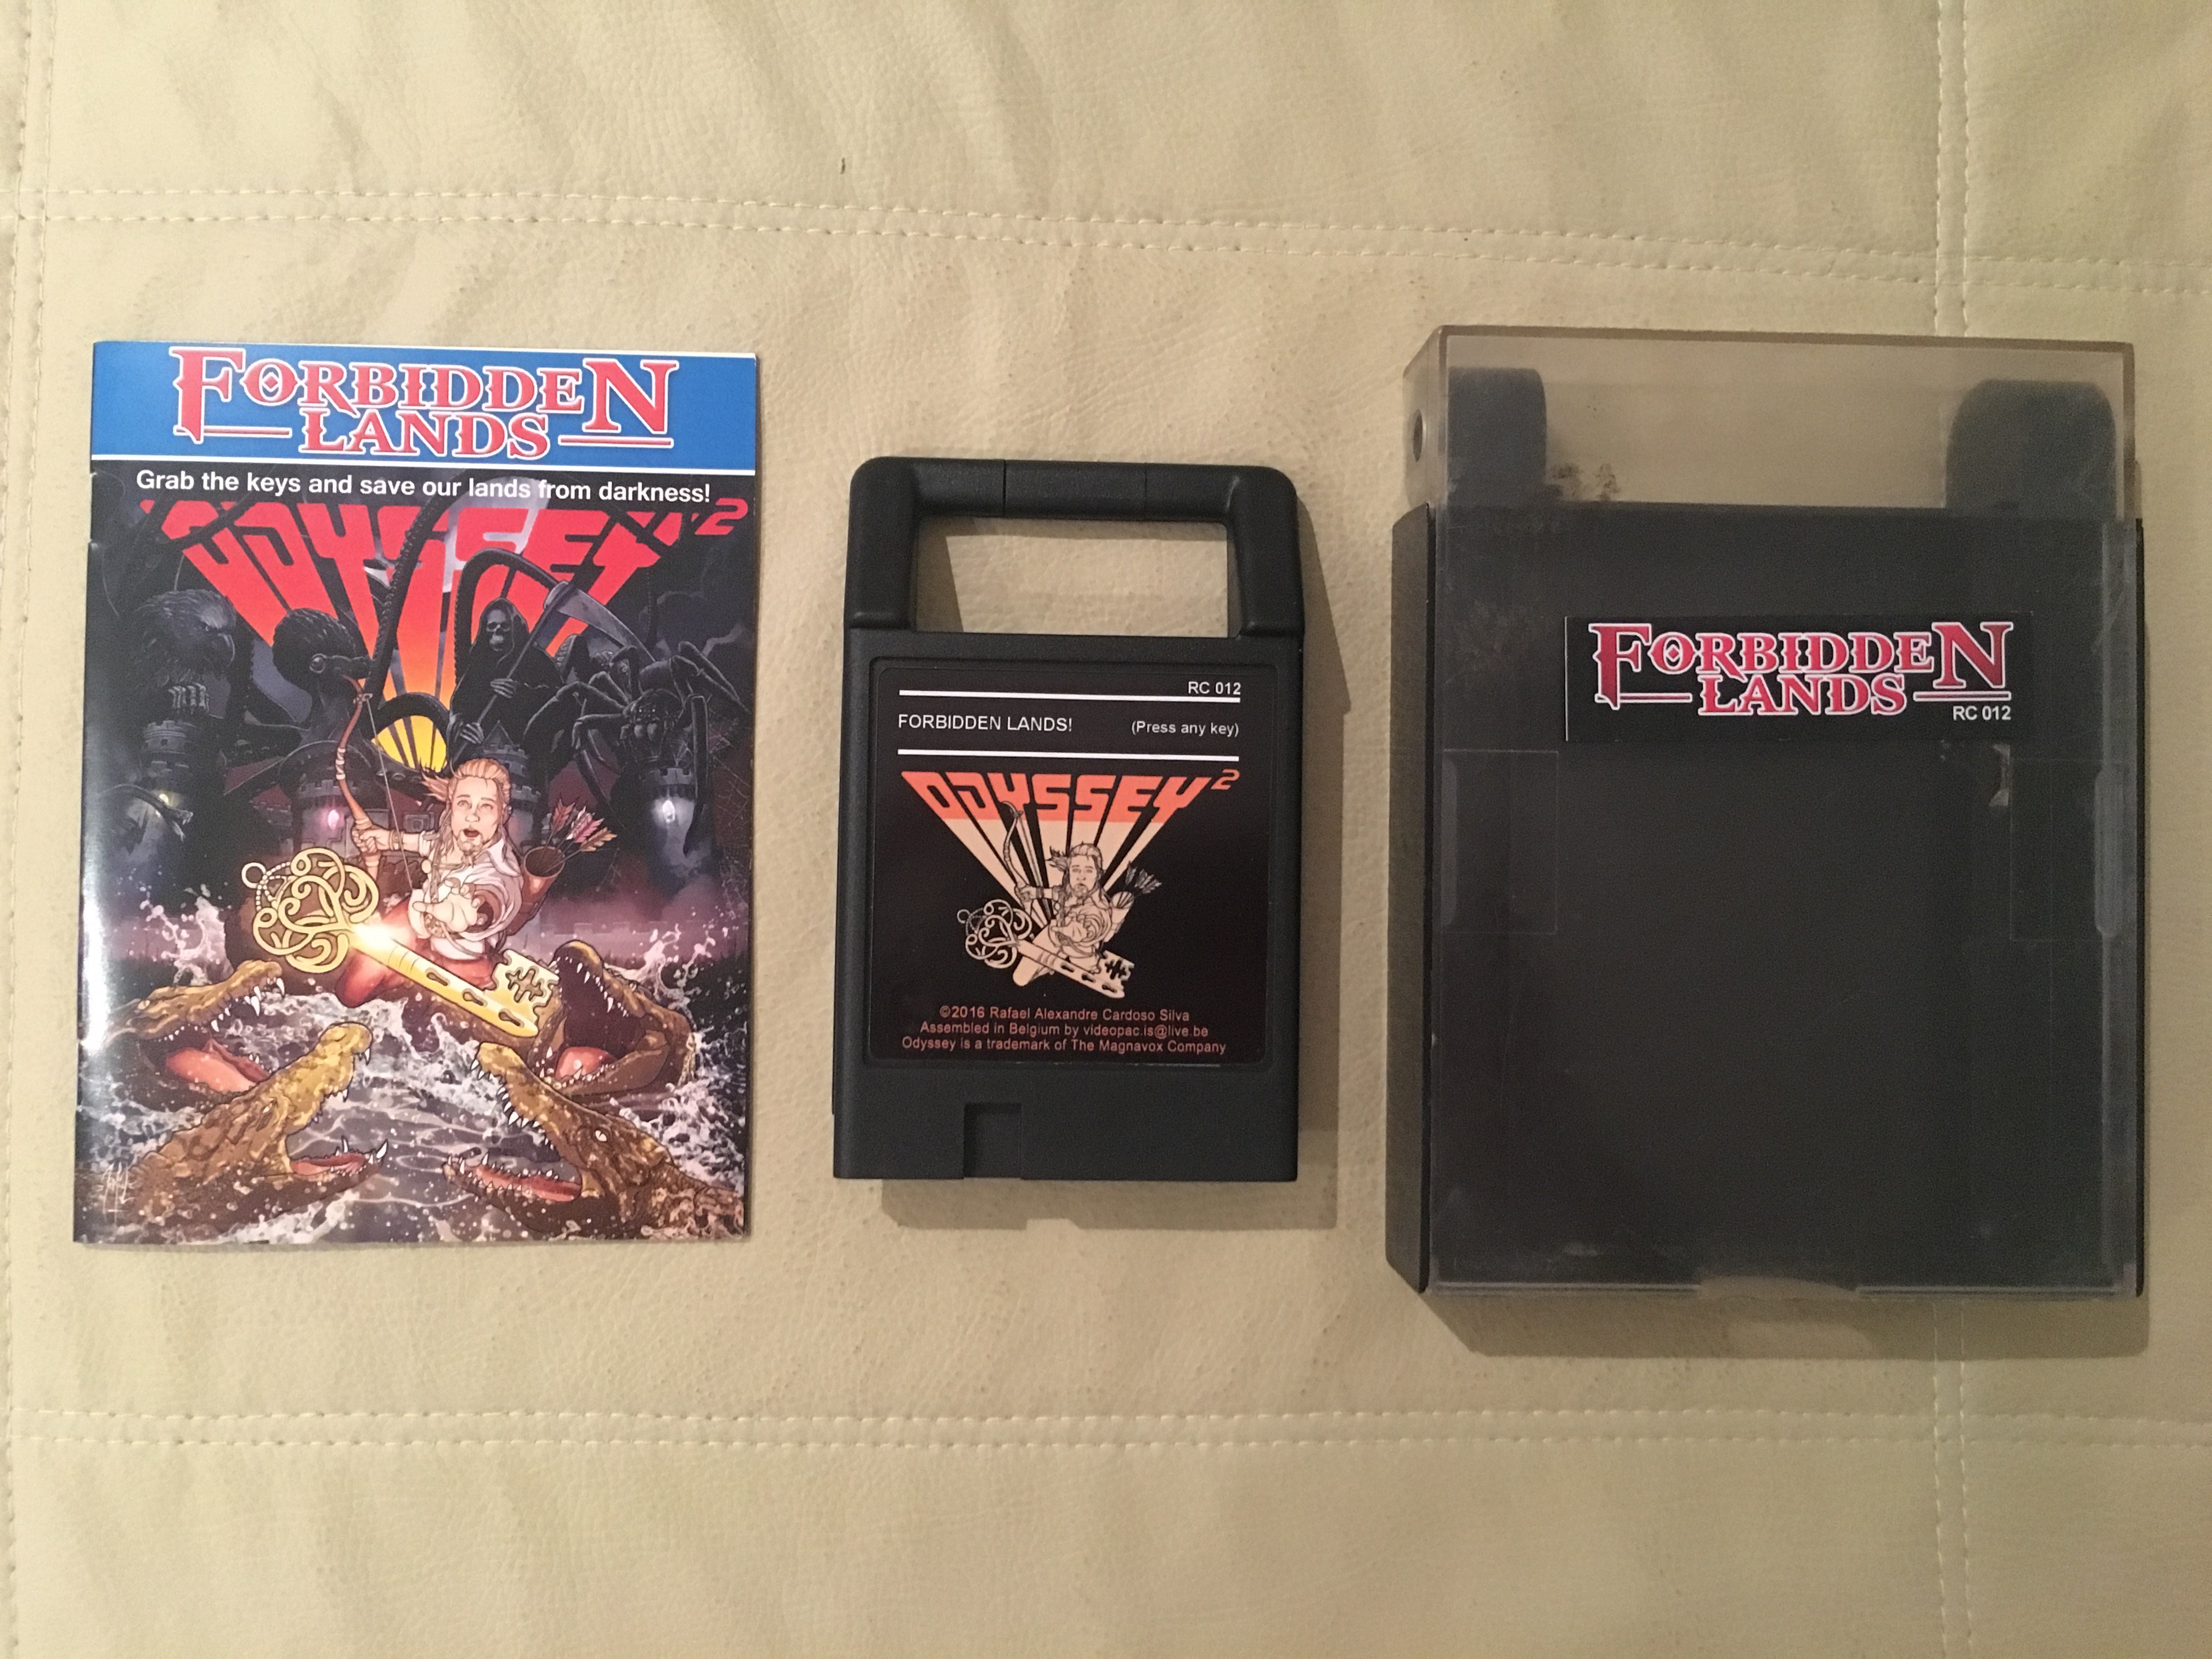 FORBIDDEN
LANDS
Grab the keys and save our lands from darkness!
ODYSSEY2
RC 012
FORBIDDEN LANDS! (Press any key)
ODYSSEY2
©2016 Rafael Alexandre Cardoso Silva
Assembled in Belgium by videopac.is@live.be
Odyssey is a trademark of The Magnavox Company
FORBIDDEN
LANDS
RC 012